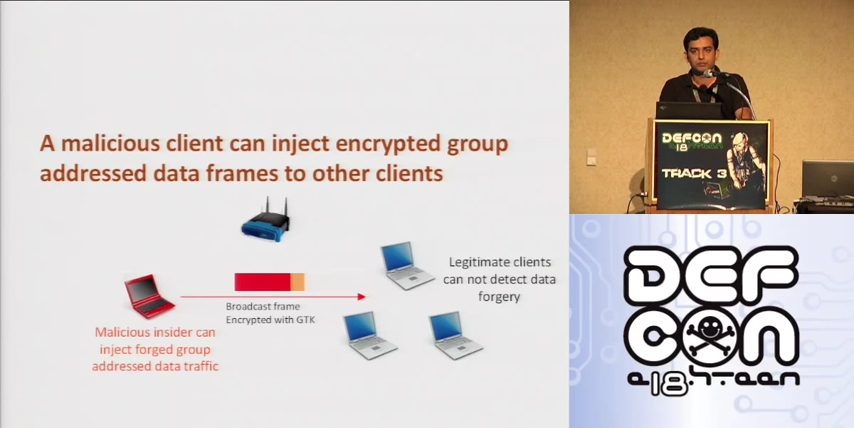 A malicious client can inject encrypted group
addressed data frames to other clients
Legitimate clients
can not detect data
forgery
Broadcast frame
Encrypted with GTK
Malicious insider can
inject forged group
addressed data traffic
DEFCON
18
TRACK 3
DEF
CON
e18hteen